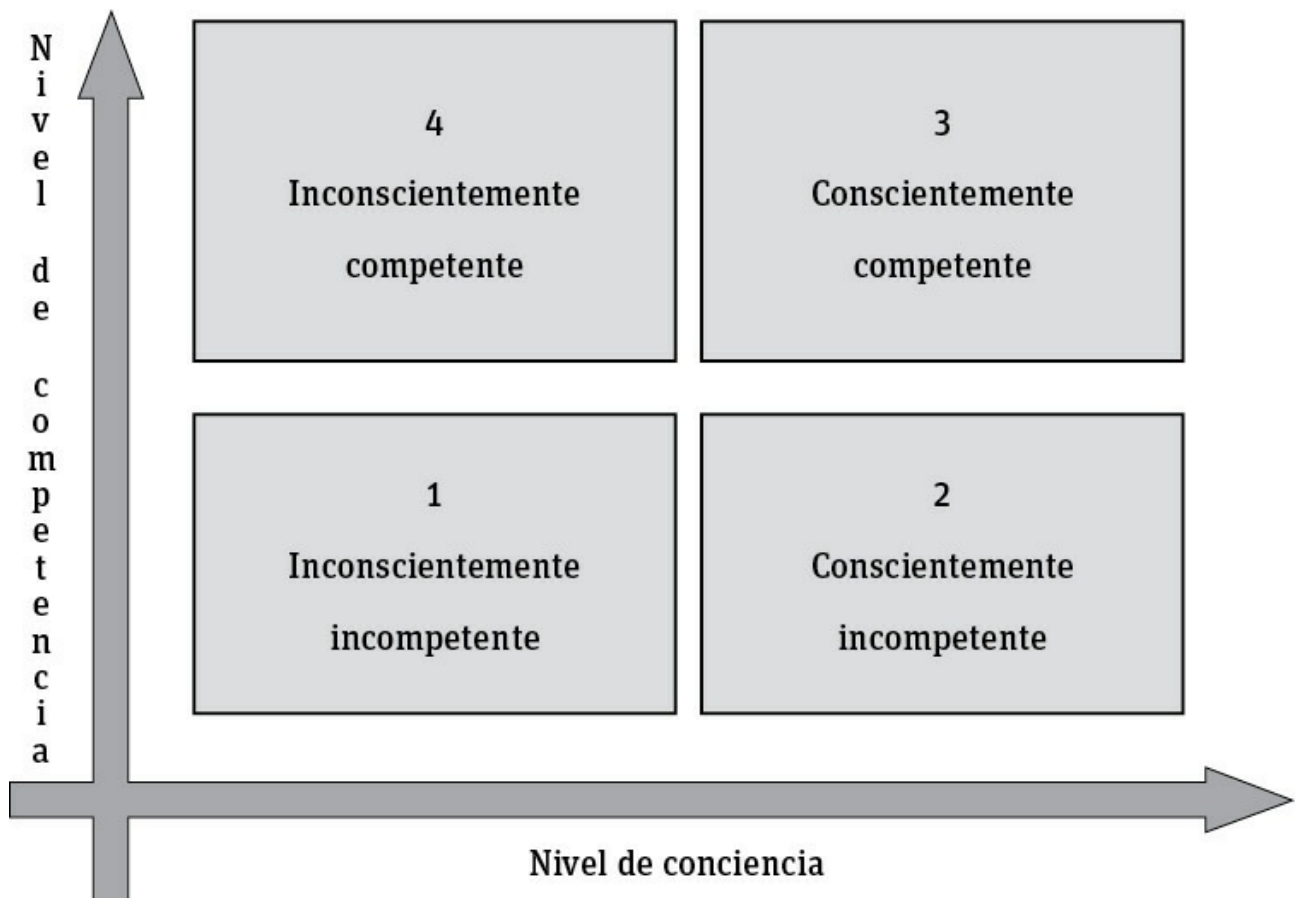 Nivel de competencia
4
Inconscientemente
competente
3
Conscientemente
competente
1
Inconscientemente
incompetente
2
Conscientemente
incompetente
Nivel de conciencia